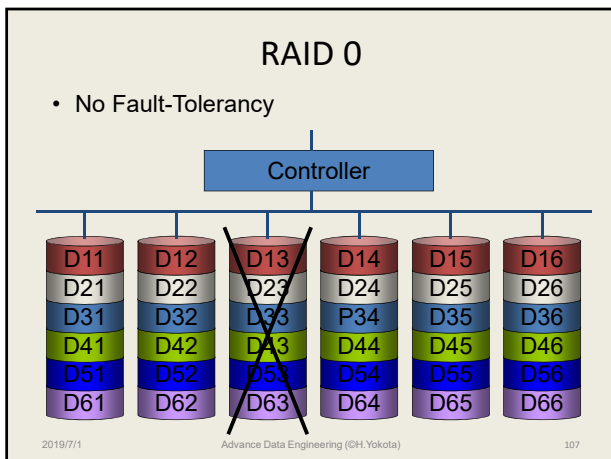 RAID 0
• No Fault-Tolerancy
Controller
D11 D12 D13 D14 D15 D16
D21 D22 D23 D24 D25 D26
D31 D32 D33 P34 D35 D36
D41 D42 D43 D44 D45 D46
D51 D52 D53 D54 D55 D56
D61 D62 D63 D64 D65 D66
2019/7/1 Advance Data Engineering (©H.Yokota) 107